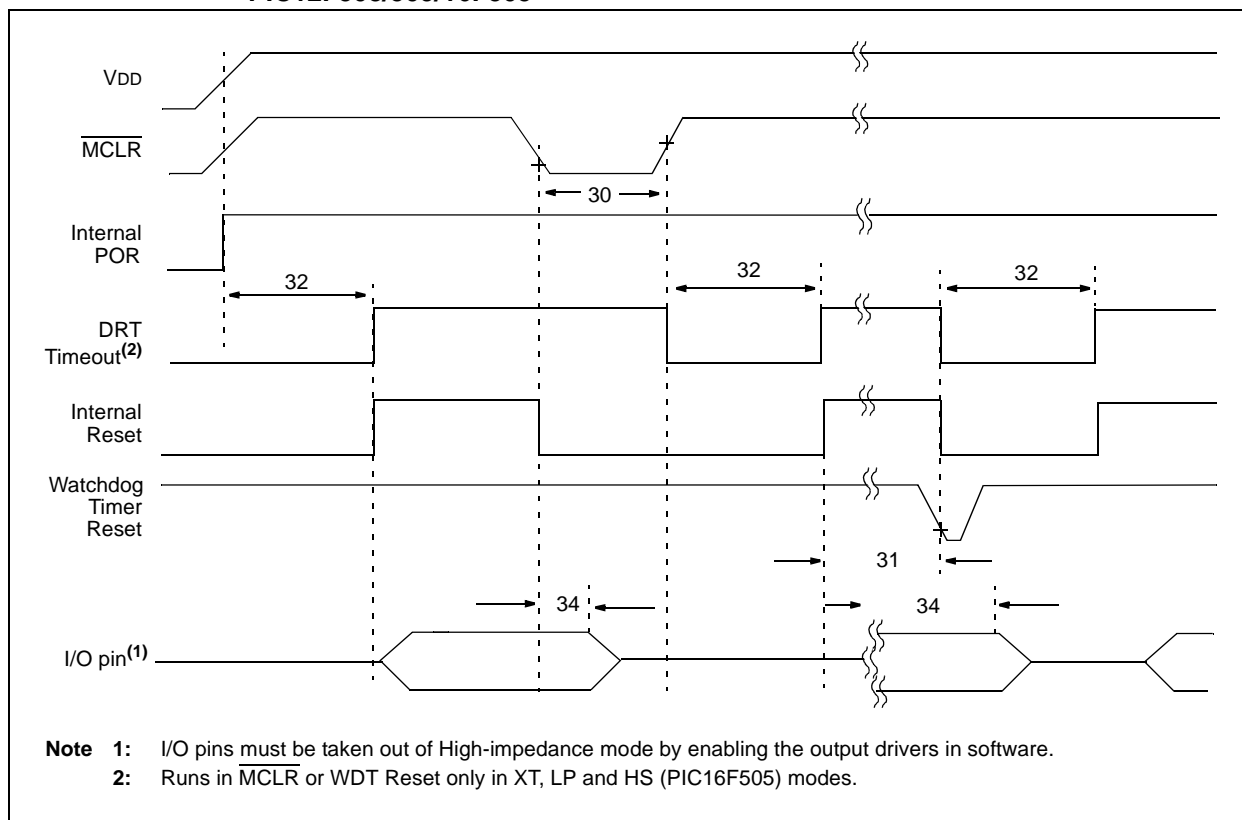 VDD
MCLR
30
Internal
POR
32
32
32
DRT
Timeout(2)
Internal
Reset
Watchdog
Timer
Reset
31
34
34
I/O pin(1)
Note 1: I/O pins must be taken out of High-impedance mode by enabling the output drivers in software.
2: Runs in MCLR or WDT Reset only in XT, LP and HS (PIC16F505) modes.